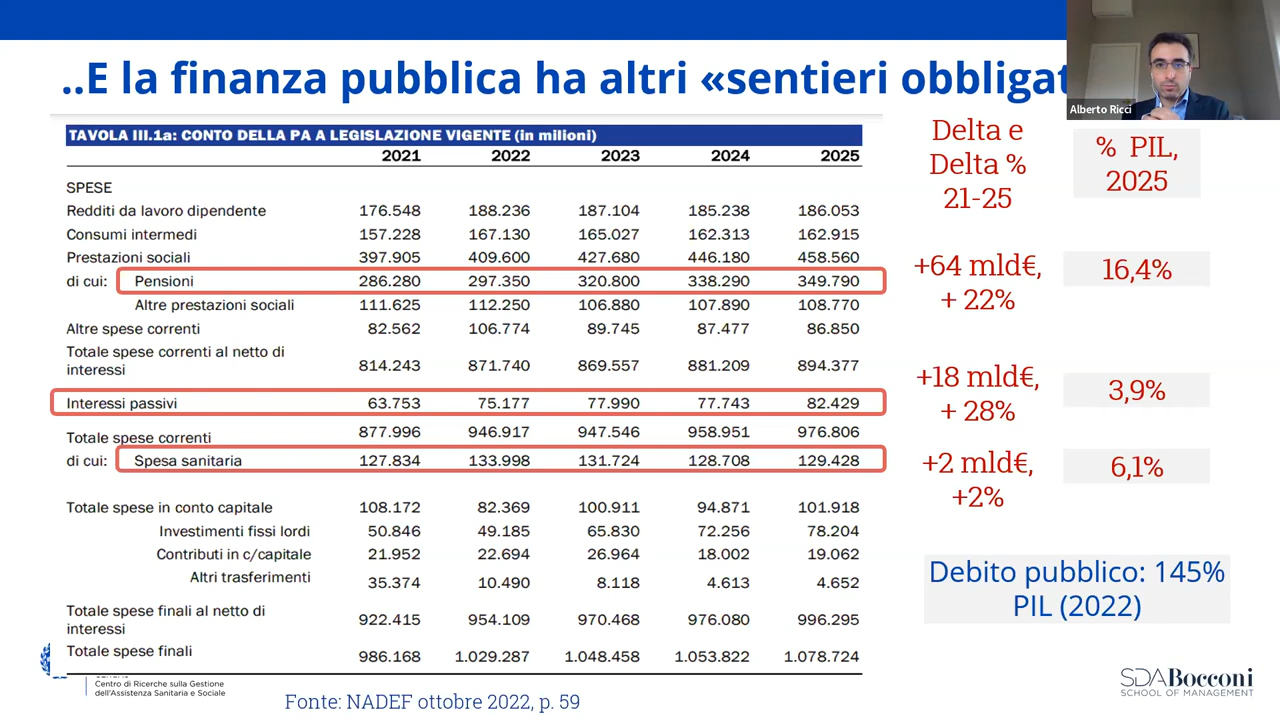 ..E la finanza pubblica ha altri «sentieri obbligat
Alberto Ricci
TAVOLA III.1a: CONTO DELLA PA A LEGISLAZIONE VIGENTE (in milioni)
2021 2022 2023 2024 2025
SPESE
Redditi da lavoro dipendente 176.548 188.236 187.104 185.238 186.053
Consumi intermedi 157.228 167.130 165.027 162.313 162.915
Prestazioni sociali 397.905 409.600 427.680 446.180 458.560
di cui: Pensioni 286.280 297.350 320.800 338.290 349.790
Altre prestazioni sociali 111.625 112.250 106.880 107.890 108.770
Altre spese correnti 82.562 106.774 89.745 87.477 86.850
Totale spese correnti al netto di
interessi 814.243 871.740 869.557 881.209 894.377
Interessi passivi 63.753 75.177 77.990 77.743 82.429
Totale spese correnti 877.996 946.917 947.546 958.951 976.806
di cui: Spesa sanitaria 127.834 133.998 131.724 128.708 129.428
Totale spese in conto capitale 108.172 82.369 100.911 94.871 101.918
Investimenti fissi lordi 50.846 49.185 65.830 72.256 78.204
Contributi in c/capitale 21.952 22.694 26.964 18.002 19.062
Altri trasferimenti 35.374 10.490 8.118 4.613 4.652
Totale spese finali al netto di
interessi 922.415 954.109 970.468 976.080 996.295
Totale spese finali 986.168 1.029.287 1.048.458 1.053.822 1.078.724
Delta e
Delta %
21-25
% PIL,
2025
+64 mld€,
+ 22%
16,4%
+18 mld€,
+ 28%
3,9%
+2 mld€,
+2%
6,1%
Debito pubblico: 145%
PIL (2022)
Centro di Ricerche sulla Gestione
dell'Assistenza Sanitaria e Sociale
Fonte: NADEF ottobre 2022, p. 59
SDA Bocconi
SCHOOL OF MANAGEMENT